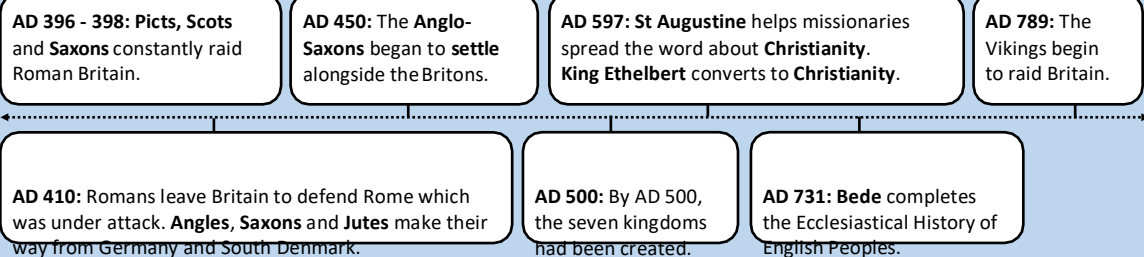 AD 396 - 398: Picts, Scots
and Saxons constantly raid
Roman Britain.
AD 450: The Anglo-
Saxons began to settle
alongside the Britons.
AD 597: St Augustine helps missionaries
spread the word about Christianity.
King Ethelbert converts to Christianity.
AD 789: The
Vikings begin
to raid Britain.
AD 410: Romans leave Britain to defend Rome which
was under attack. Angles, Saxons and Jutes make their
way from Germany and South Denmark.
AD 500: By AD 500,
the seven kingdoms
had been created.
AD 731: Bede completes
the Ecclesiastical History of
English Peoples.